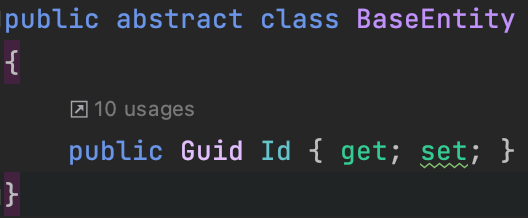 public abstract class BaseEntity
{
10 usages
public Guid Id { get; set; }
}